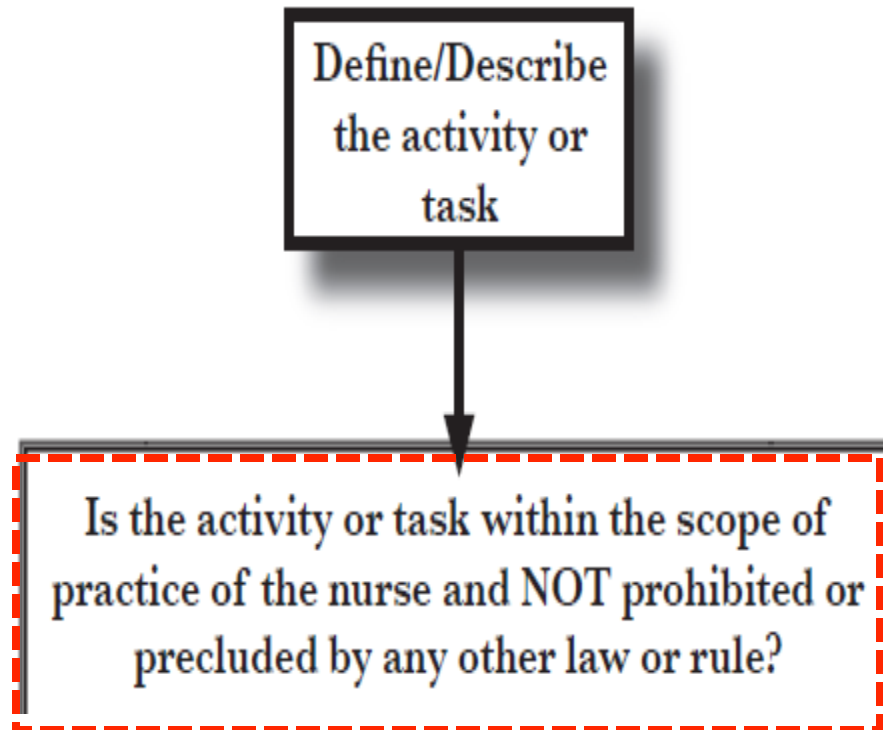 Define/Describe
the activity or
task
Is the activity or task within the scope of
practice of the nurse and NOT prohibited or
precluded by any other law or rule?